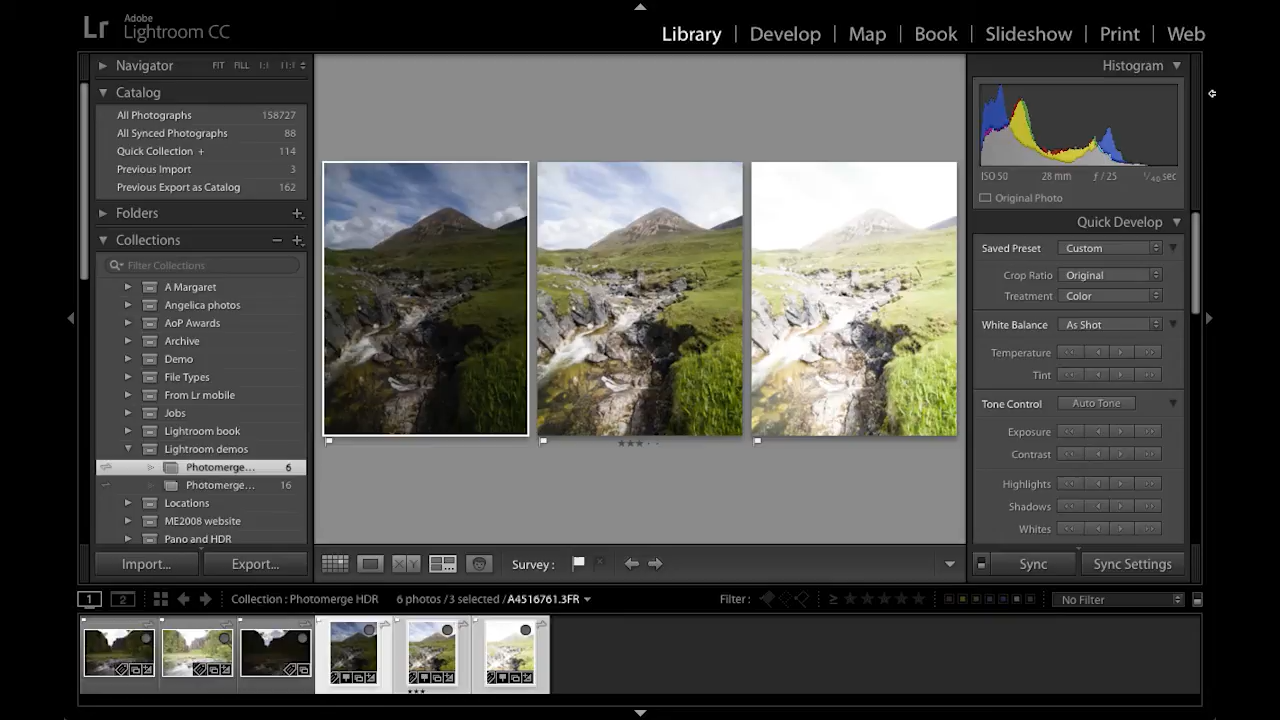 Lr Adobe
Lightroom CC
Library | Develop | Map | Book | Slideshow | Print | Web
Navigator FIT FILL 1:1
Catalog
All Photographs 158727
All Synced Photographs 88
Quick Collection + 114
Previous Import 3
Previous Export as Catalog 162
Folders +
Collections − +
Filter Collections
A Margaret
Angelica photos
AoP Awards
Archive
Demo
File Types
From Lr mobile
Jobs
Lightroom book
Lightroom demos
Photomerge... 6
Photomerge... 16
Locations
ME2008 website
Pano and HDR
Import... Export...
Histogram
ISO 50 28 mm ƒ / 25 1/40 sec
Original Photo
Quick Develop
Saved Preset Custom
Crop Ratio Original
Treatment Color
White Balance As Shot
Temperature
Tint
Tone Control Auto Tone
Exposure
Contrast
Highlights
Shadows
Whites
XY Survey :
Sync Sync Settings
1 2 Collection : Photomerge HDR 6 photos / 3 selected / A4516761.3FR Filter : ≥ No Filter